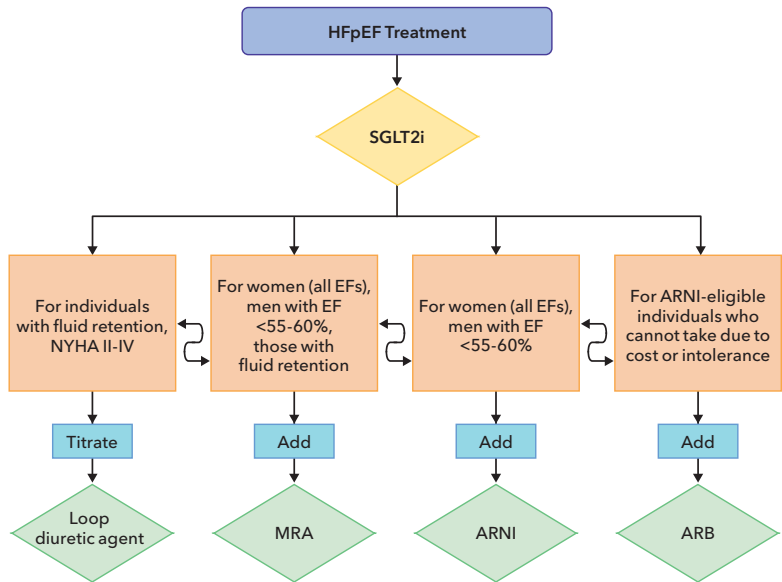 HFpEF Treatment
SGLT2i
For individuals
with fluid retention,
NYHA II-IV
For women (all EFs),
men with EF
<55-60%,
those with
fluid retention
For women (all EFs),
men with EF
<55-60%
For ARNI-eligible
individuals who
cannot take due to
cost or intolerance
Titrate
Add
Add
Add
Loop
diuretic agent
MRA
ARNI
ARB